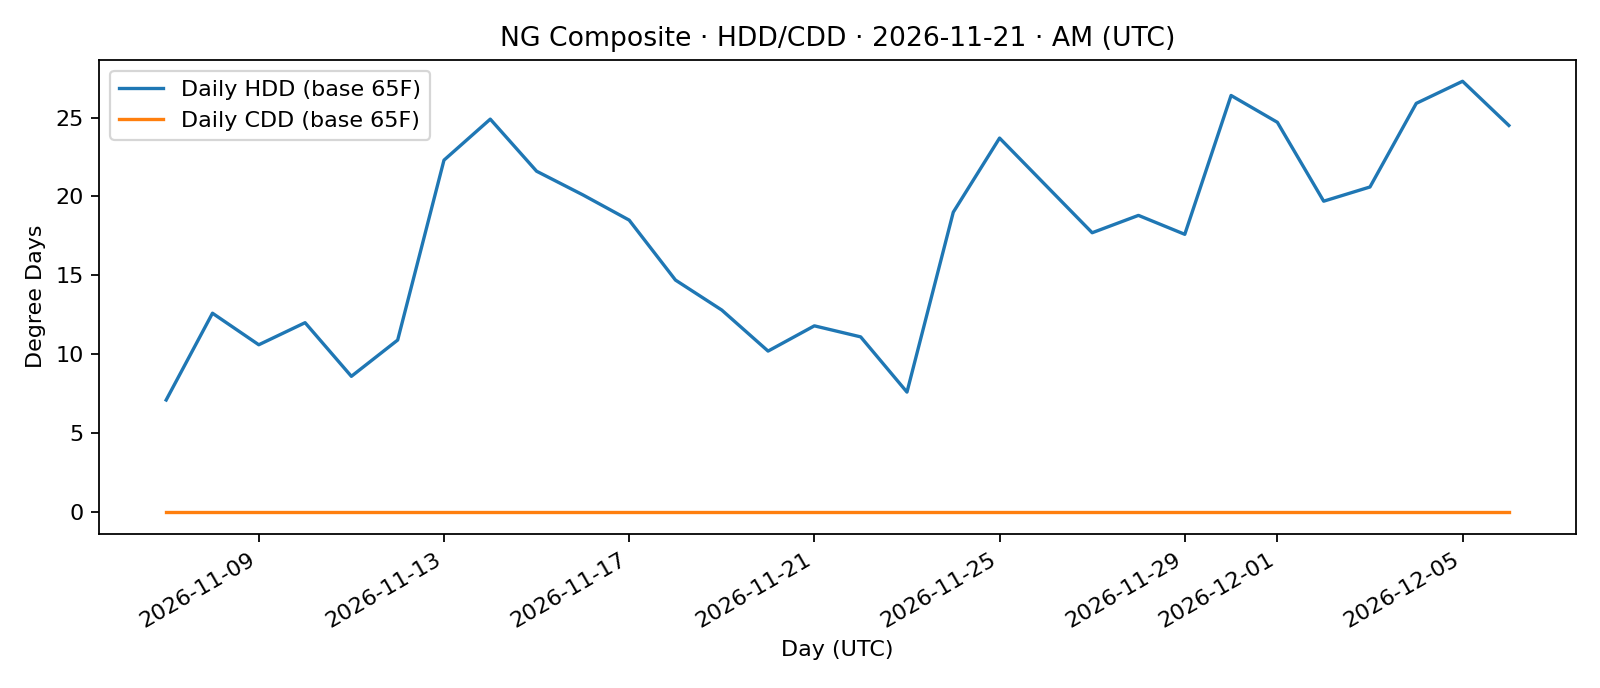 NG Composite · HDD/CDD · 2026-11-21 · AM (UTC)
Daily HDD (base 65F)
Daily CDD (base 65F)
Degree Days
25
20
15
10
5
0
2026-11-09
2026-11-13
2026-11-17
2026-11-21
2026-11-25
2026-11-29
2026-12-01
2026-12-05
Day (UTC)